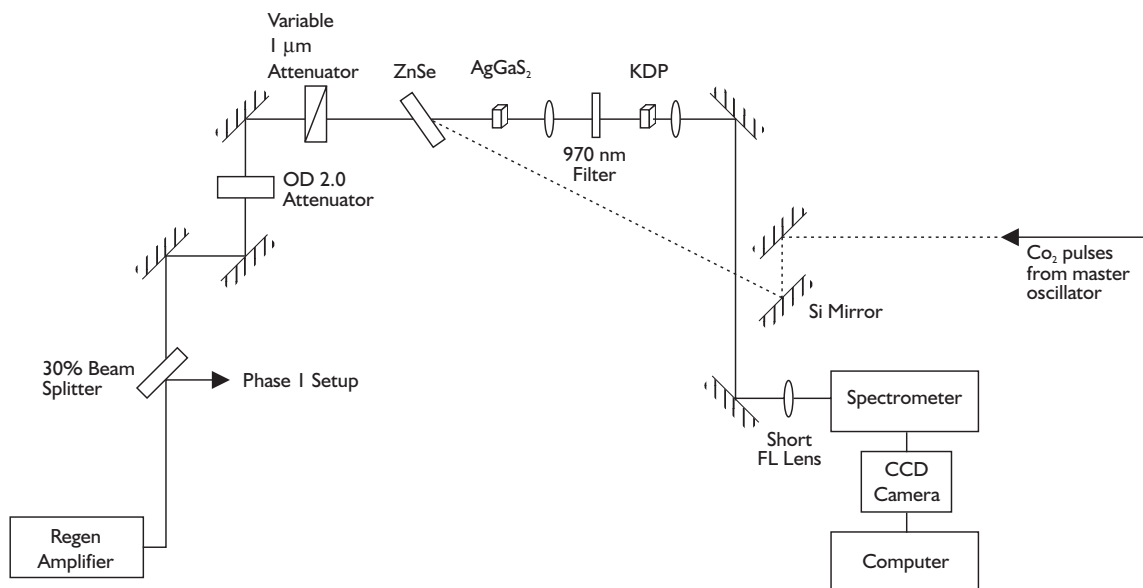 Variable
1 μm
Attenuator
ZnSe
AgGaS₂
KDP
970 nm
Filter
OD 2.0
Attenuator
Co₂ pulses
from master
oscillator
Si Mirror
30% Beam
Splitter
Phase 1 Setup
Spectrometer
Short
FL Lens
CCD
Camera
Regen
Amplifier
Computer